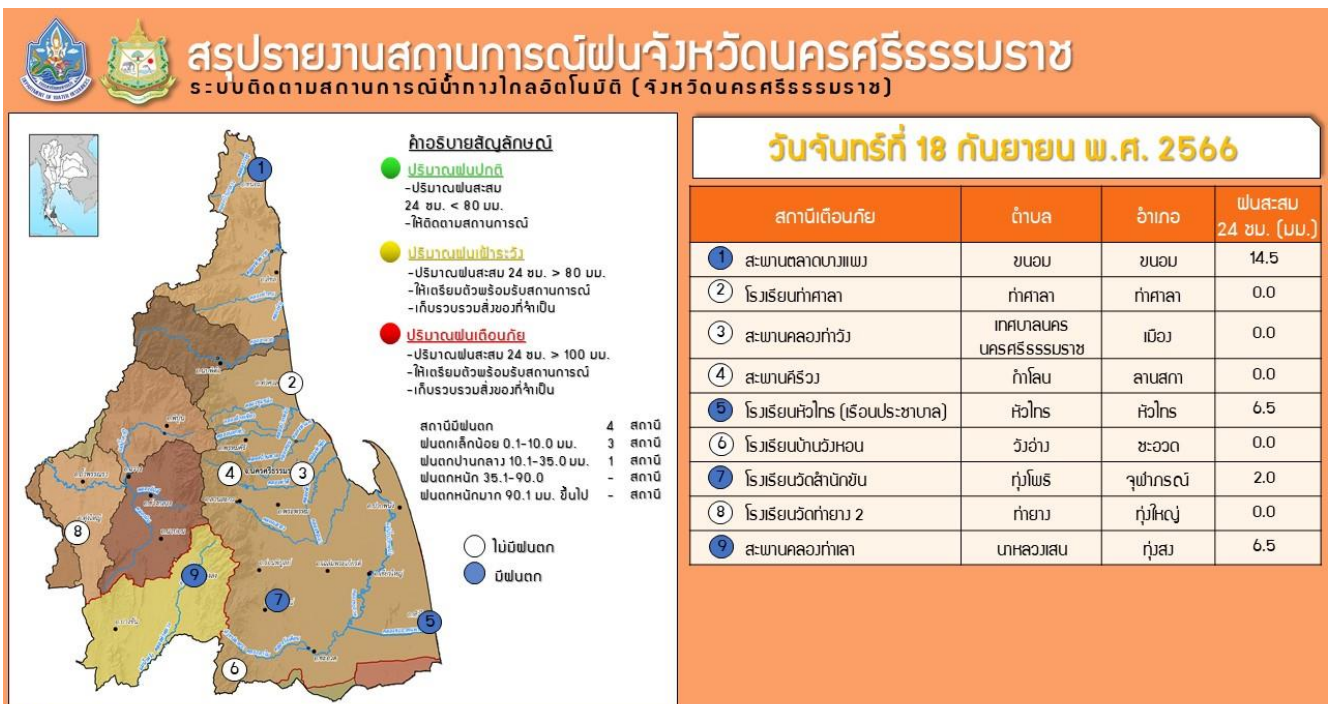 สรุปรายงานสถานการณ์ฝนจังหวัดนครศรีธรรมราช
ระบบติดตามสถานการณ์น้ำทางไกลอัตโนมัติ (จังหวัดนครศรีธรรมราช)
คำอธิบายสัญลักษณ์
ปริมาณฝนปกติ
-ปริมาณฝนสะสม
24 ชม. < 80 มม.
-ให้ติดตามสถานการณ์
ปริมาณฝนเฝ้าระวัง
-ปริมาณฝนสะสม 24 ชม. > 80 มม.
-ให้เตรียมตัวพร้อมรับสถานการณ์
-เก็บรวบรวมสิ่งของที่จำเป็น
ปริมาณฝนเตือนภัย
-ปริมาณฝนสะสม 24 ชม. > 100 มม.
-ให้เตรียมตัวพร้อมรับสถานการณ์
-เก็บรวบรวมสิ่งของที่จำเป็น
สถานีมีฝนตก 4 สถานี
ฝนตกเล็กน้อย 0.1-10.0 มม. 3 สถานี
ฝนตกปานกลาง 10.1-35.0 มม. 1 สถานี
ฝนตกหนัก 35.1-90.0 - สถานี
ฝนตกหนักมาก 90.1 มม. ขึ้นไป - สถานี
ไม่มีฝนตก
มีฝนตก
1
2
4
3
8
9
7
5
6
วันจันทร์ที่ 18 กันยายน พ.ศ. 2566
สถานีเตือนภัย ตำบล อำเภอ ฝนสะสม
24 ชม. (มม.)
1 สะพานตลาดบางแพง ขนอม ขนอม 14.5
2 โรงเรียนท่าศาลา ท่าศาลา ท่าศาลา 0.0
3 สะพานคลองท่าวัง เทศบาลนคร
นครศรีธรรมราช เมือง 0.0
4 สะพานคีรีวง กำโลน ลานสกา 0.0
5 โรงเรียนหัวไทร (เรือนประชาบาล) หัวไทร หัวไทร 6.5
6 โรงเรียนบ้านวังหอน วังอ่าง ชะอวด 0.0
7 โรงเรียนวัดสำนักขัน ทุ่งโพธิ์ จุฬาภรณ์ 2.0
8 โรงเรียนวัดท่ายาง 2 ท่ายาง ทุ่งใหญ่ 0.0
9 สะพานคลองท่าเลา นาหลวงเสน ทุ่งสง 6.5